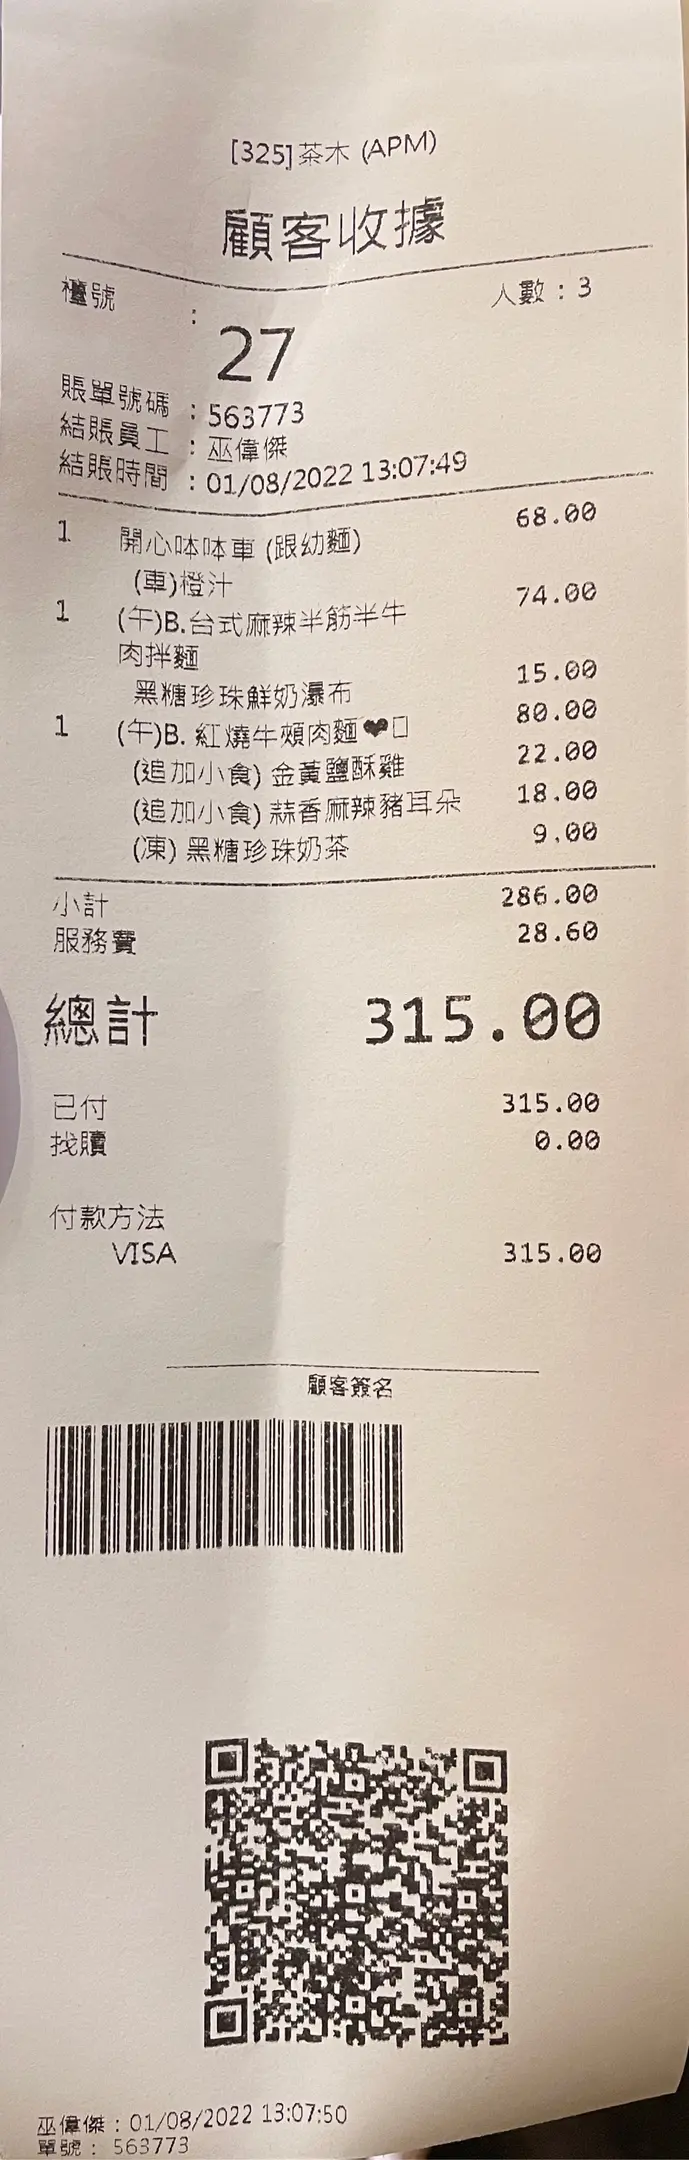 [325]茶木 (APM)
顧客收據
檯號 : 27 人數：3
賬單號碼 : 563773
結賬員工 : 巫偉傑
結賬時間 : 01/08/2022 13:07:49
1 開心呠呠車 (跟幼麵) 68.00
(車)橙汁
1 (午)B.台式麻辣半筋半牛 74.00
肉拌麵
黑糖珍珠鮮奶瀑布 15.00
1 (午)B. 紅燒牛頰肉麵❤□ 80.00
(追加小食) 金黃鹽酥雞 22.00
(追加小食) 蒜香麻辣豬耳朵 18.00
(凍) 黑糖珍珠奶茶 9.00
小計 286.00
服務費 28.60
總計 315.00
已付 315.00
找贖 0.00
付款方法
VISA 315.00
顧客簽名
巫偉傑：01/08/2022 13:07:50
單號： 563773